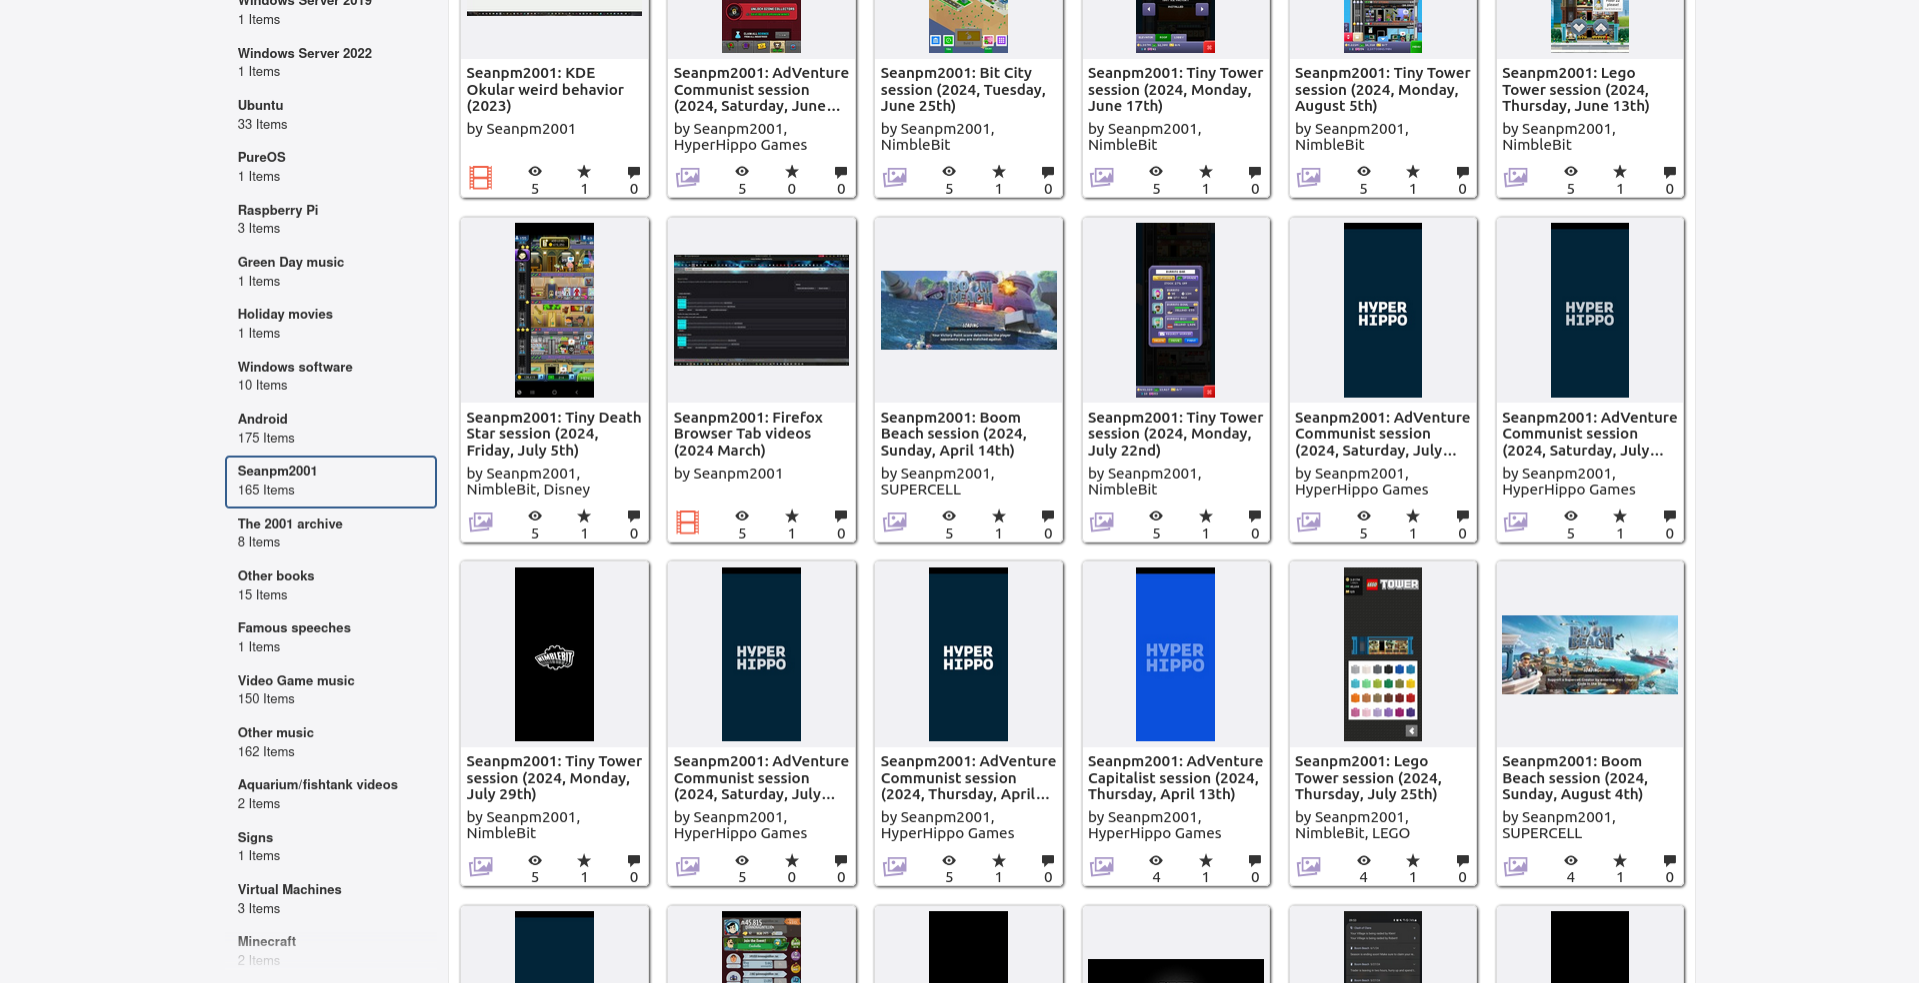 Windows Server 2019
1 Items
Windows Server 2022
1 Items
Ubuntu
33 Items
PureOS
1 Items
Raspberry Pi
3 Items
Green Day music
1 Items
Holiday movies
1 Items
Windows software
10 Items
Android
175 Items
Seanpm2001
165 Items
The 2001 archive
8 Items
Other books
15 Items
Famous speeches
1 Items
Video Game music
150 Items
Other music
162 Items
Aquarium/fishtank videos
2 Items
Signs
1 Items
Virtual Machines
3 Items
Minecraft
2 Items
Seanpm2001: KDE
Okular weird behavior
(2023)
by Seanpm2001
5 1 0
Seanpm2001: AdVenture
Communist session
(2024, Saturday, June...
by Seanpm2001,
HyperHippo Games
5 0 0
Seanpm2001: Bit City
session (2024, Tuesday,
June 25th)
by Seanpm2001,
NimbleBit
5 1 0
Seanpm2001: Tiny Tower
session (2024, Monday,
June 17th)
by Seanpm2001,
NimbleBit
5 1 0
Seanpm2001: Tiny Tower
session (2024, Monday,
August 5th)
by Seanpm2001,
NimbleBit
5 1 0
Seanpm2001: Lego
Tower session (2024,
Thursday, June 13th)
by Seanpm2001,
NimbleBit
5 1 0
Seanpm2001: Tiny Death
Star session (2024,
Friday, July 5th)
by Seanpm2001,
NimbleBit, Disney
5 1 0
Seanpm2001: Firefox
Browser Tab videos
(2024 March)
by Seanpm2001
5 1 0
BOOM
BEACH
LOADING
Seanpm2001: Boom
Beach session (2024,
Sunday, April 14th)
by Seanpm2001,
SUPERCELL
5 1 0
Seanpm2001: Tiny Tower
session (2024, Monday,
July 22nd)
by Seanpm2001,
NimbleBit
5 1 0
HYPER
HIPPO
Seanpm2001: AdVenture
Communist session
(2024, Saturday, July...
by Seanpm2001,
HyperHippo Games
5 1 0
HYPER
HIPPO
Seanpm2001: AdVenture
Communist session
(2024, Saturday, July...
by Seanpm2001,
HyperHippo Games
5 1 0
NIMBLEBIT
Seanpm2001: Tiny Tower
session (2024, Monday,
July 29th)
by Seanpm2001,
NimbleBit
5 1 0
HYPER
HIPPO
Seanpm2001: AdVenture
Communist session
(2024, Saturday, July...
by Seanpm2001,
HyperHippo Games
5 0 0
HYPER
HIPPO
Seanpm2001: AdVenture
Communist session
(2024, Thursday, April...
by Seanpm2001,
HyperHippo Games
5 1 0
HYPER
HIPPO
Seanpm2001: AdVenture
Capitalist session (2024,
Thursday, April 13th)
by Seanpm2001,
HyperHippo Games
4 1 0
LEGO TOWER
Seanpm2001: Lego
Tower session (2024,
Thursday, July 25th)
by Seanpm2001,
NimbleBit, LEGO
4 1 0
BOOM
BEACH
Seanpm2001: Boom
Beach session (2024,
Sunday, August 4th)
by Seanpm2001,
SUPERCELL
4 1 0